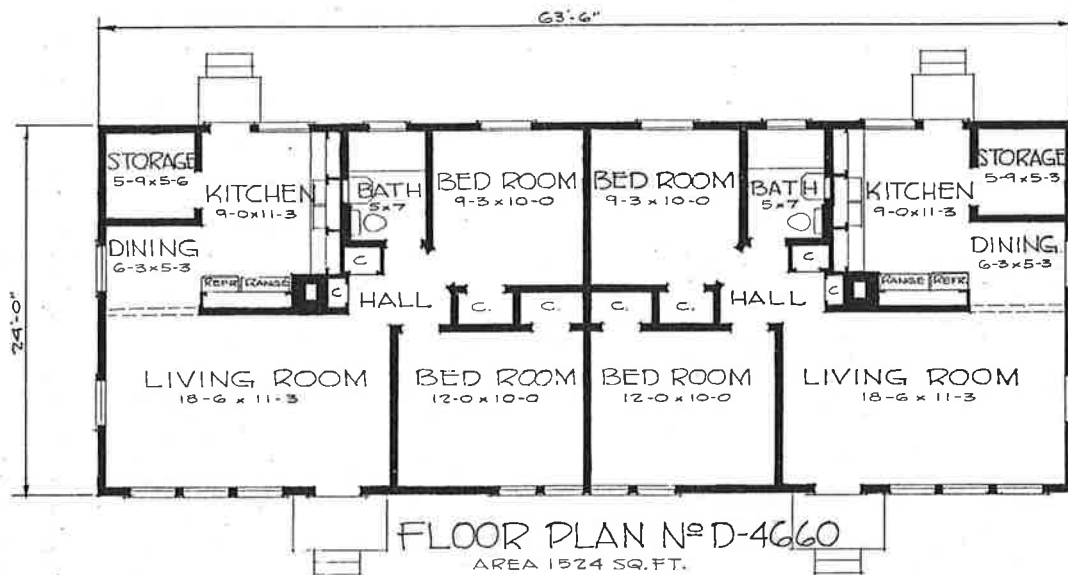 63'-6"
24'-0"
STORAGE
5-9x5-6
KITCHEN
9-0x11-3
BATH
5x7
BED ROOM
9-3x10-0
BED ROOM
9-3x10-0
BATH
5x7
KITCHEN
9-0x11-3
STORAGE
5-9x5-3
DINING
6-3x5-3
REFR. RANGE
C
C
HALL
C.
C.
C.
C.
HALL
C
C
RANGE REFR.
DINING
6-3x5-3
LIVING ROOM
18-6 x 11-3
BED ROOM
12-0 x 10-0
BED ROOM
12-0 x 10-0
LIVING ROOM
18-6 x 11-3
FLOOR PLAN Nº D-4660
AREA 1524 SQ. FT.